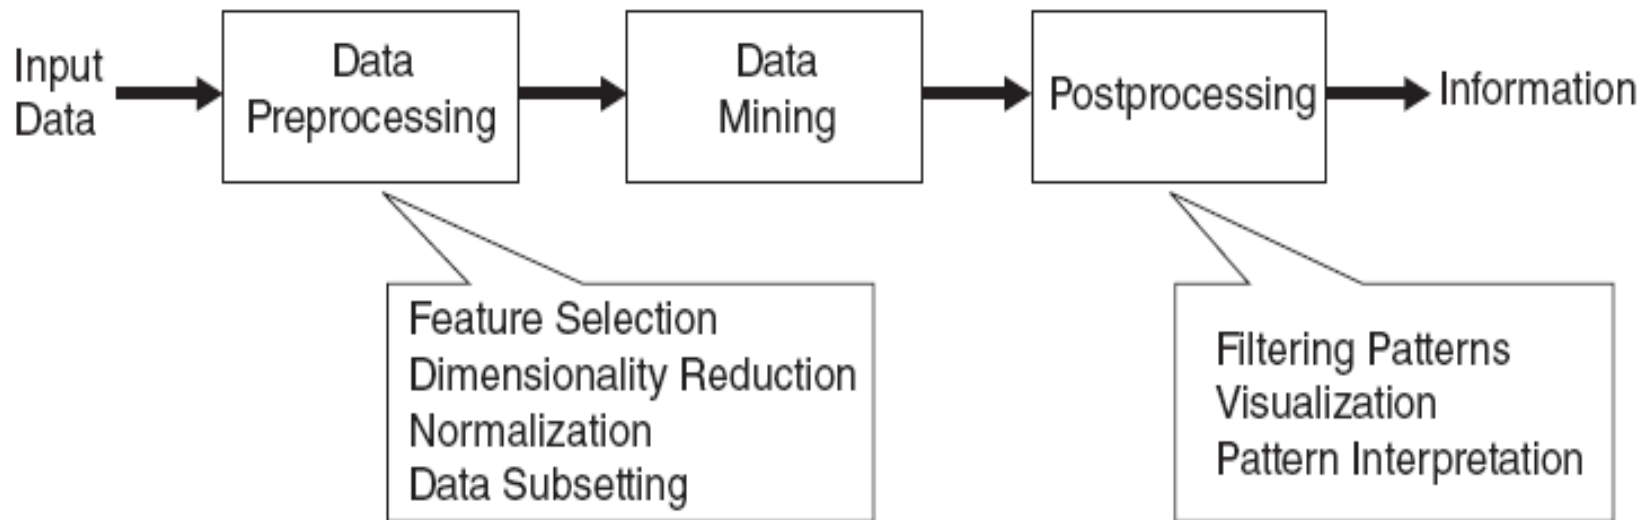 Input
Data
Data
Preprocessing
Data
Mining
Postprocessing
Information
Feature Selection
Dimensionality Reduction
Normalization
Data Subsetting
Filtering Patterns
Visualization
Pattern Interpretation